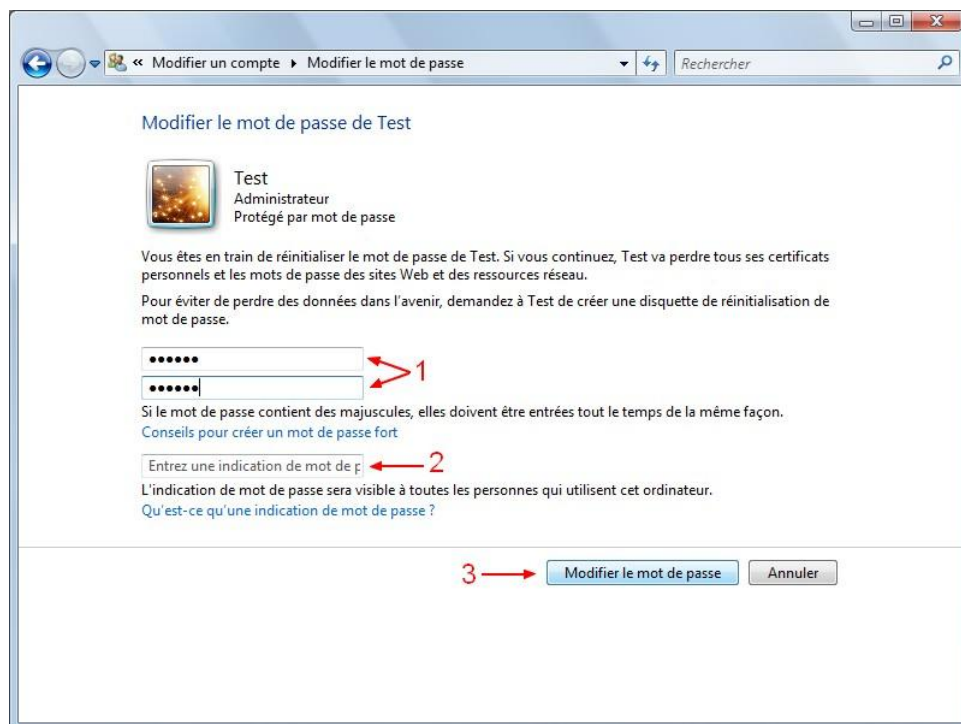 « Modifier un compte ▸ Modifier le mot de passe
Rechercher
Modifier le mot de passe de Test
Test
Administrateur
Protégé par mot de passe
Vous êtes en train de réinitialiser le mot de passe de Test. Si vous continuez, Test va perdre tous ses certificats
personnels et les mots de passe des sites Web et des ressources réseau.
Pour éviter de perdre des données dans l'avenir, demandez à Test de créer une disquette de réinitialisation de
mot de passe.
••••••
1
••••••
Si le mot de passe contient des majuscules, elles doivent être entrées tout le temps de la même façon.
Conseils pour créer un mot de passe fort
Entrez une indication de mot de p
2
L'indication de mot de passe sera visible à toutes les personnes qui utilisent cet ordinateur.
Qu'est-ce qu'une indication de mot de passe ?
3
Modifier le mot de passe
Annuler